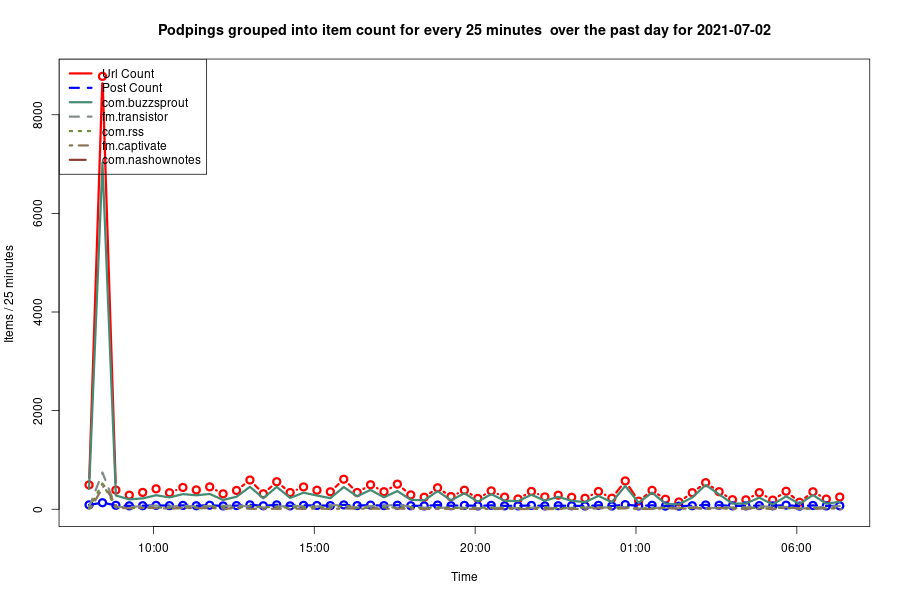 Podpings grouped into item count for every 25 minutes  over the past day for 2021-07-02
Url Count
Post Count
com.buzzsprout
fm.transistor
com.rss
fm.captivate
com.nashownotes
Items / 25 minutes
8000
6000
4000
2000
0
10:00
15:00
20:00
01:00
06:00
Time